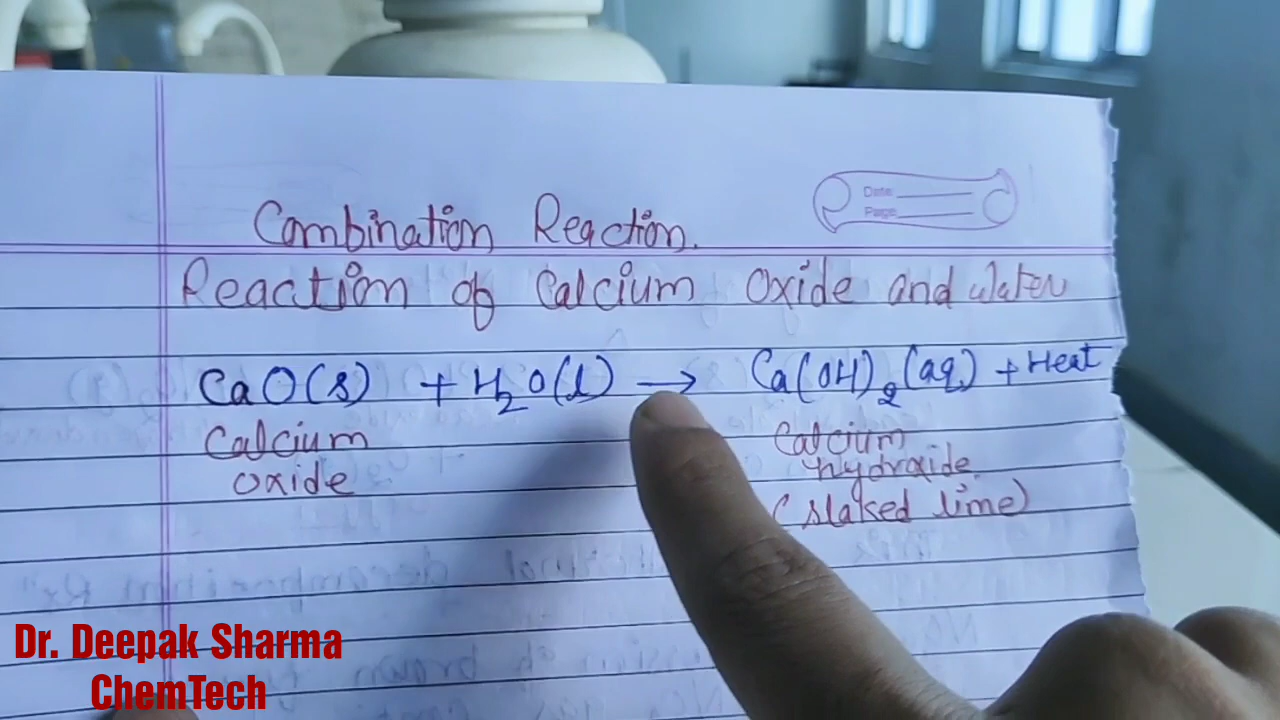 Date:
Page:
Combination Reaction.
Reaction of Calcium Oxide and water
CaO(s) + H₂O(l) → Ca(OH)₂(aq) + Heat
Calcium oxide
Calcium hydroxide (slaked lime)
Dr. Deepak Sharma
ChemTech